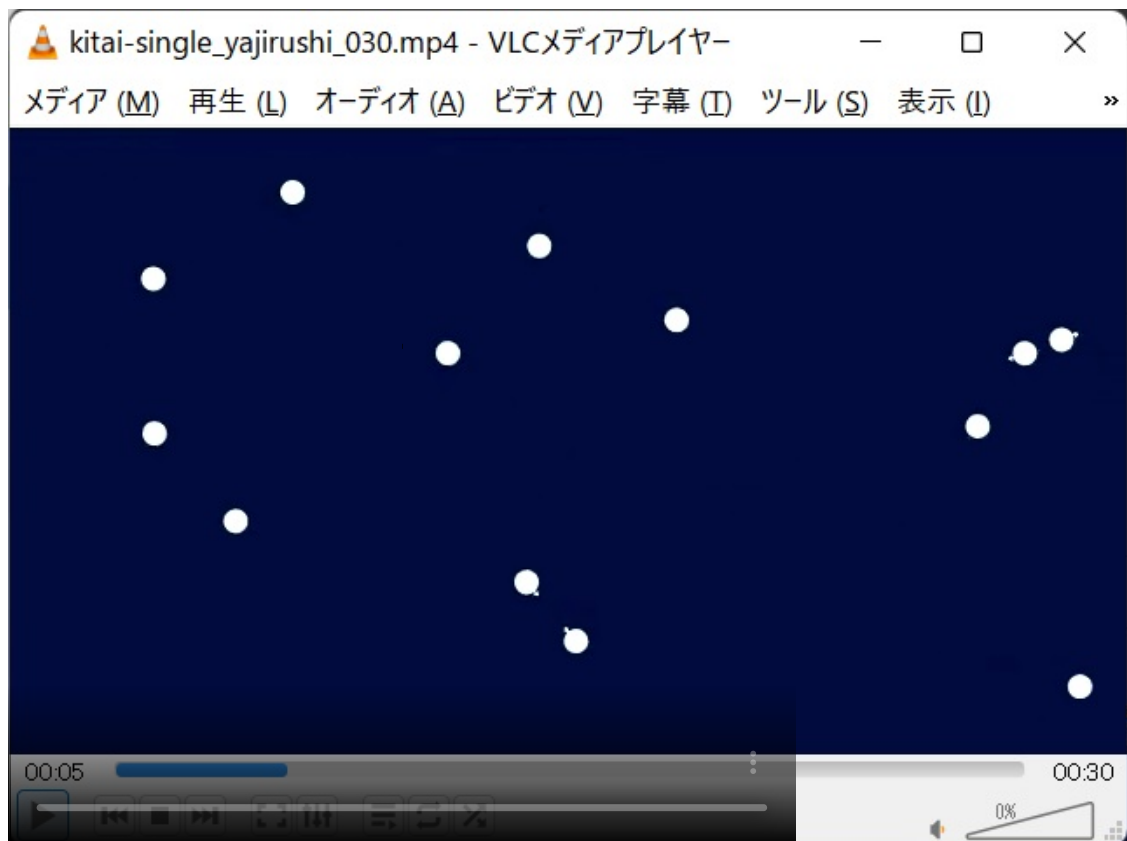 kitai-single_yajirushi_030.mp4 - VLCメディアプレイヤー
メディア (M) 再生 (L) オーディオ (A) ビデオ (V) 字幕 (T) ツール (S) 表示 (I) »
00:05 00:30
0%